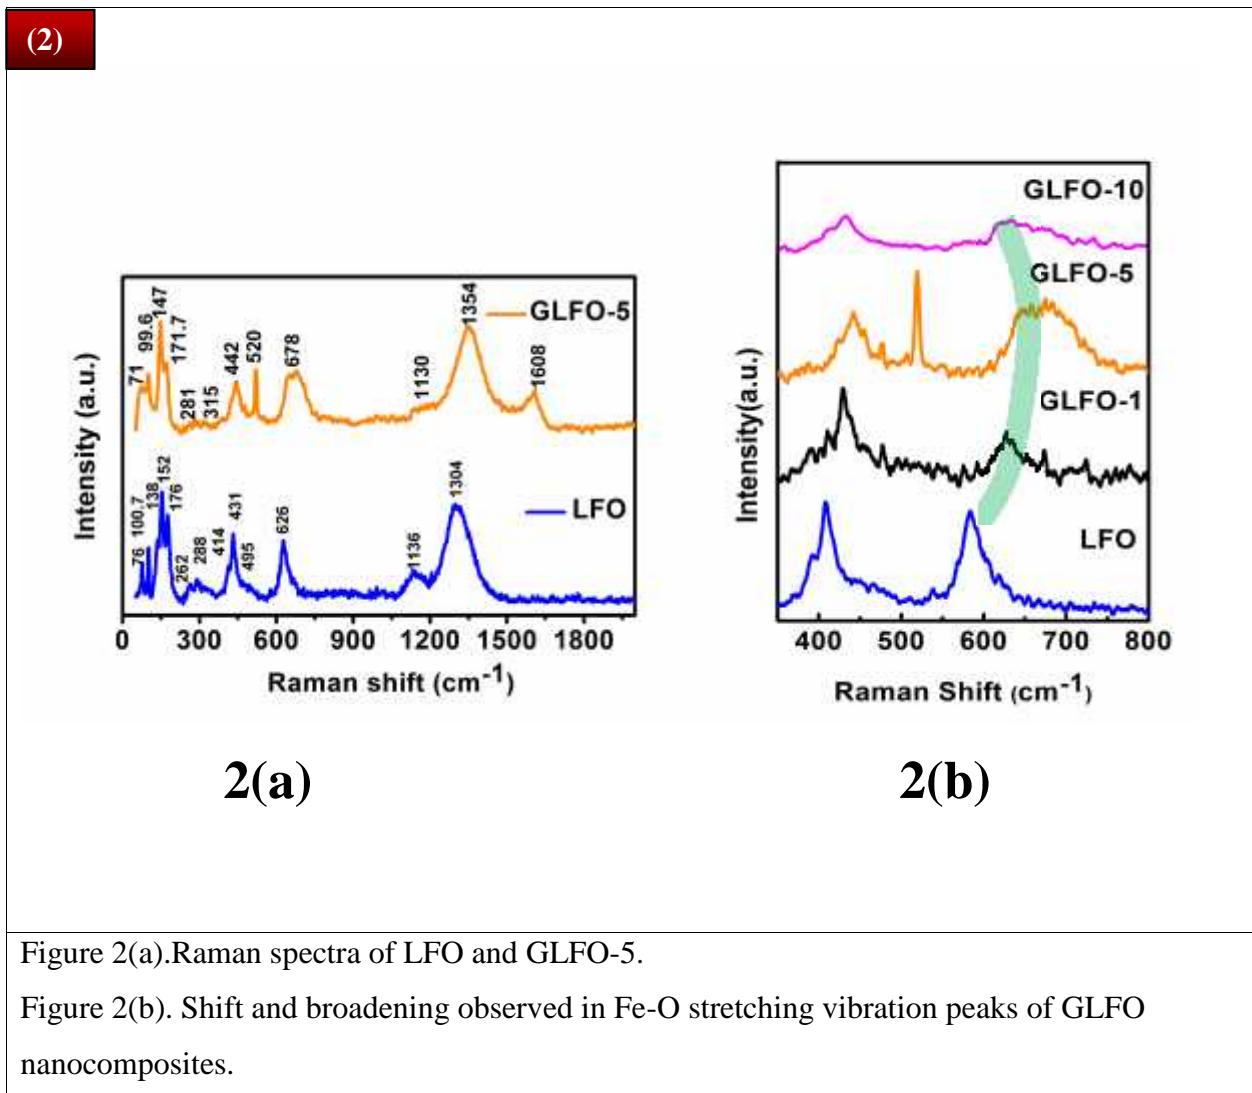 (2)
147
99.6
171.7
71
281
315
442
520
678
1130
1354
1608
GLFO-5
152
138
176
100.7
76
262
288
414
431
495
626
1136
1304
LFO
Intensity (a.u.)
0 300 600 900 1200 1500 1800
Raman shift (cm-1)
GLFO-10
GLFO-5
GLFO-1
LFO
Intensity(a.u.)
400 500 600 700 800
Raman Shift (cm-1)
2(a)
2(b)
Figure 2(a).Raman spectra of LFO and GLFO-5.
Figure 2(b). Shift and broadening observed in Fe-O stretching vibration peaks of GLFO
nanocomposites.